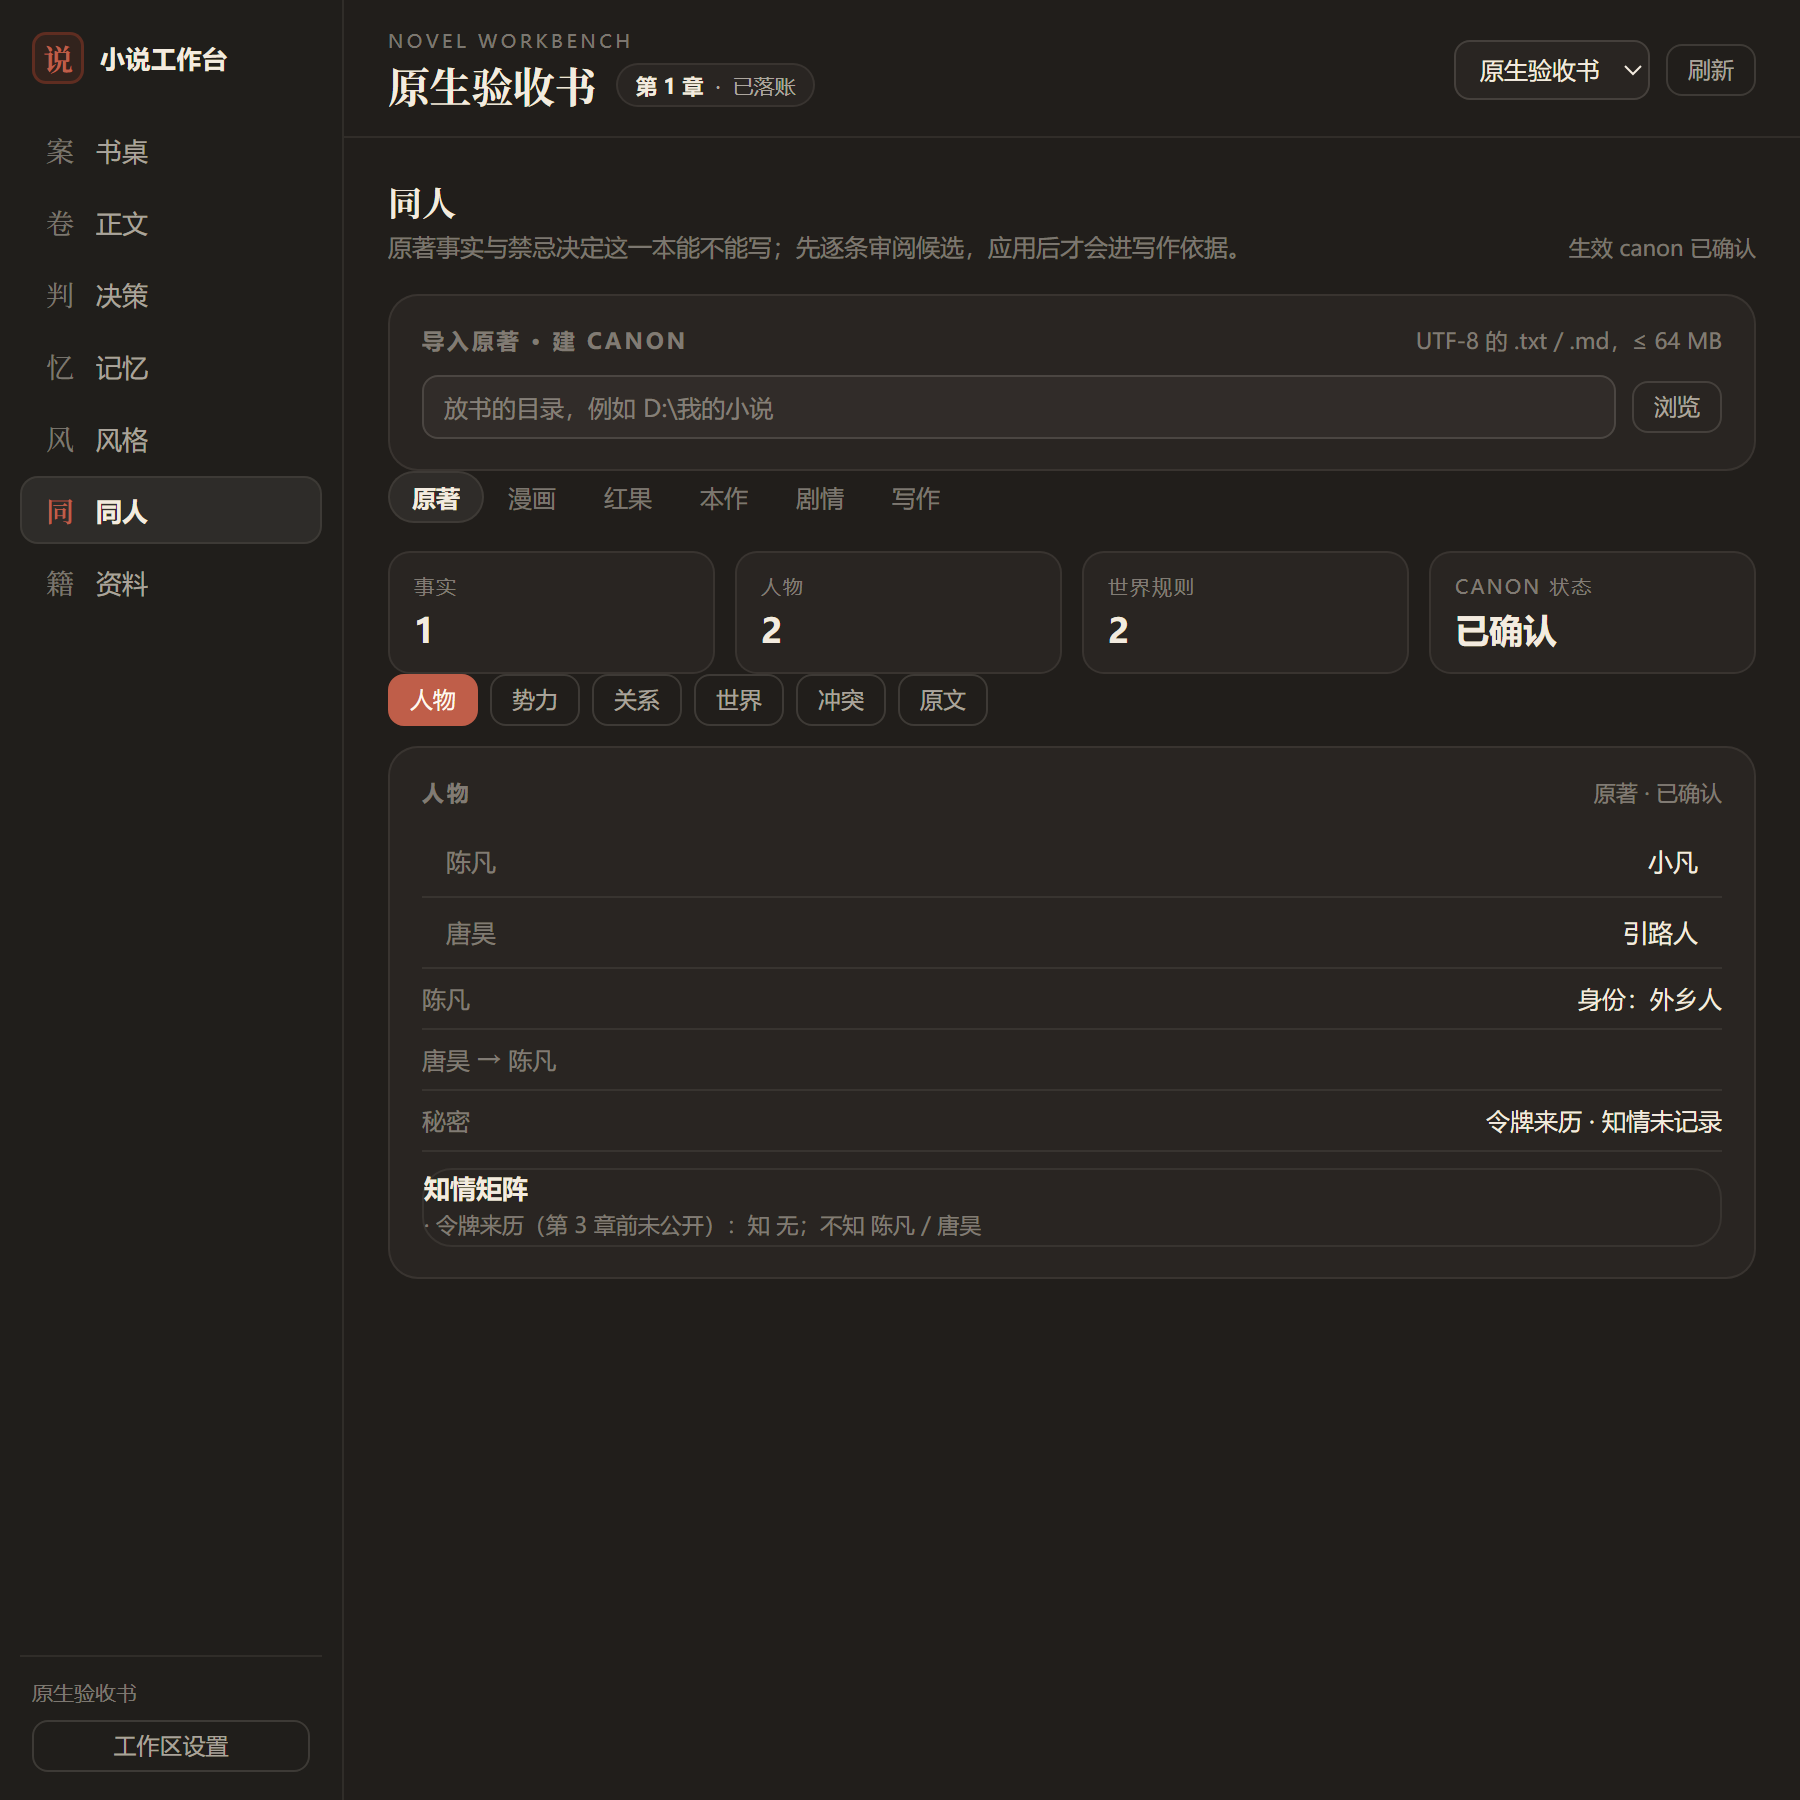 说 小说工作台
案 书桌
卷 正文
判 决策
忆 记忆
风 风格
同 同人
籍 资料
原生验收书
工作区设置
NOVEL WORKBENCH
原生验收书 第 1 章 · 已落账
原生验收书 刷新
同人
原著事实与禁忌决定这一本能不能写；先逐条审阅候选，应用后才会进写作依据。 生效 canon 已确认
导入原著 • 建 CANON UTF-8 的 .txt / .md，≤ 64 MB
放书的目录，例如 D:\我的小说 浏览
原著 漫画 红果 本作 剧情 写作
事实 人物 世界规则 CANON 状态
1 2 2 已确认
人物 势力 关系 世界 冲突 原文
人物 原著 · 已确认
陈凡 小凡
唐昊 引路人
陈凡 身份：外乡人
唐昊 → 陈凡
秘密 令牌来历 · 知情未记录
知情矩阵
· 令牌来历（第 3 章前未公开）：知 无；不知 陈凡 / 唐昊